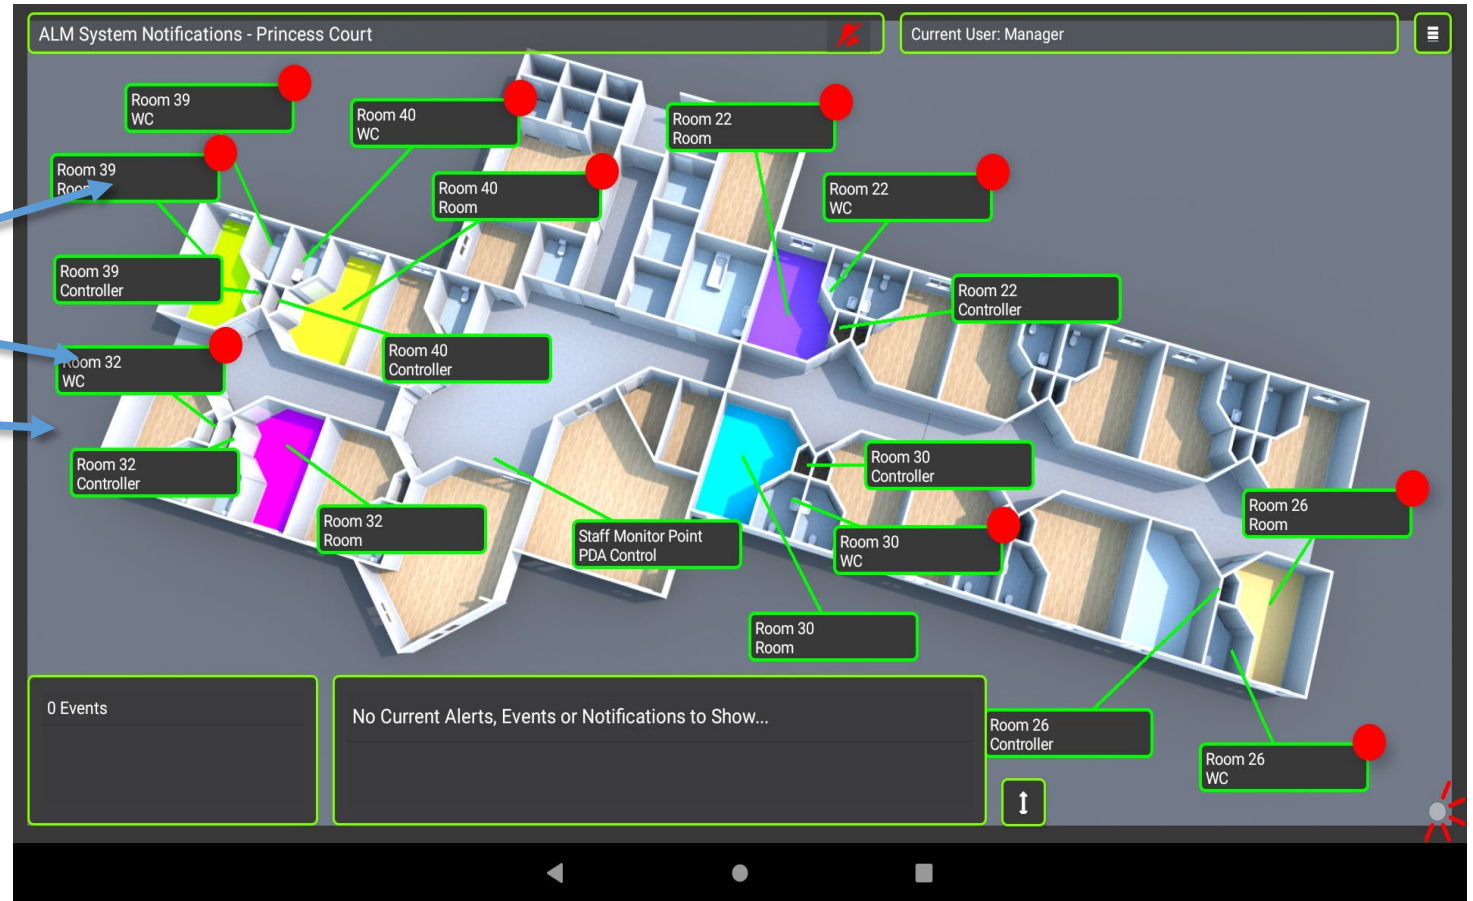 ALM System Notifications - Princess Court
Current User: Manager
Room 39
WC
Room 40
WC
Room 22
Room
Room 39
Room
Room 40
Room
Room 22
WC
Room 39
Controller
Room 22
Controller
Room 40
Controller
Room 32
WC
Room 32
Controller
Room 30
Controller
Room 26
Room
Room 32
Room
Staff Monitor Point
PDA Control
Room 30
WC
Room 30
Room
0 Events
No Current Alerts, Events or Notifications to Show...
Room 26
Controller
Room 26
WC